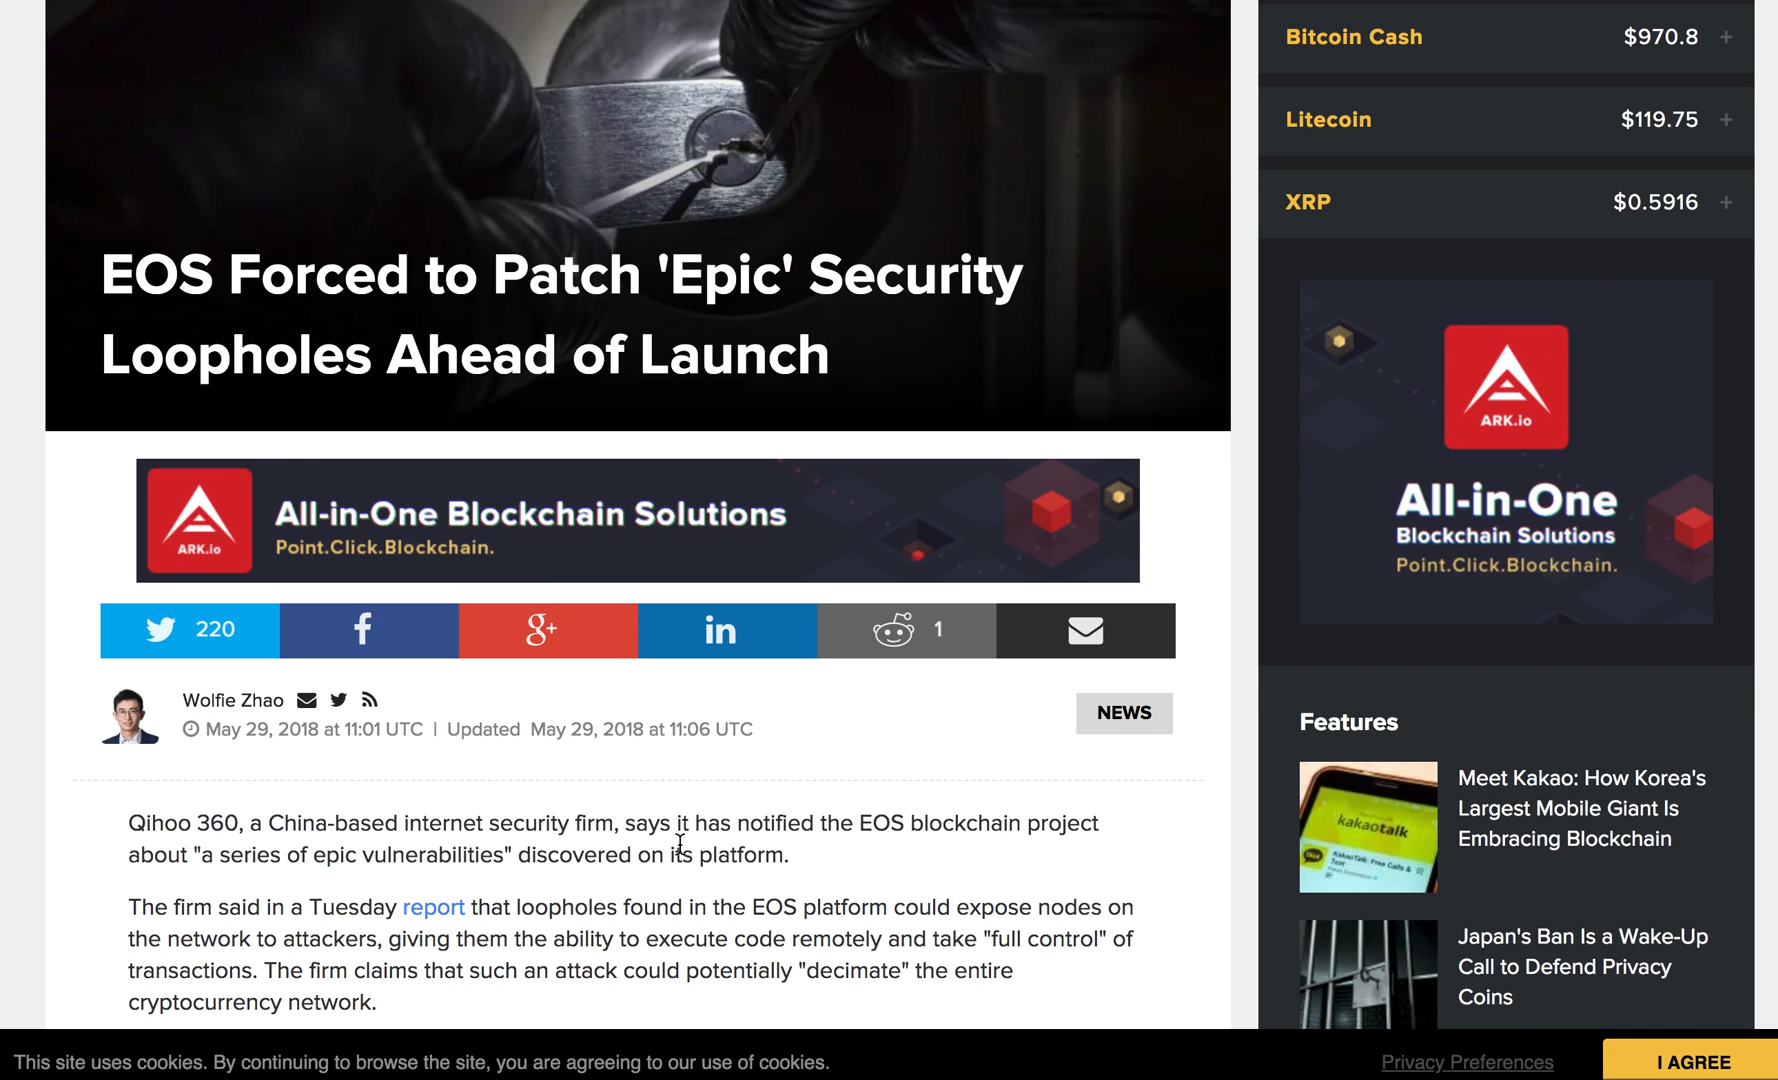 EOS Forced to Patch 'Epic' Security
Loopholes Ahead of Launch
ARK.io
All-in-One Blockchain Solutions
Point.Click.Blockchain.
220
f
g+
in
1
Wolfie Zhao
May 29, 2018 at 11:01 UTC | Updated May 29, 2018 at 11:06 UTC
NEWS
Qihoo 360, a China-based internet security firm, says it has notified the EOS blockchain project
about "a series of epic vulnerabilities" discovered on its platform.
The firm said in a Tuesday report that loopholes found in the EOS platform could expose nodes on
the network to attackers, giving them the ability to execute code remotely and take "full control" of
transactions. The firm claims that such an attack could potentially "decimate" the entire
cryptocurrency network.
Bitcoin Cash $970.8 +
Litecoin $119.75 +
XRP $0.5916 +
ARK.io
All-in-One
Blockchain Solutions
Point.Click.Blockchain.
Features
kakaotalk
KakaoTalk: Free Calls &
Text
Meet Kakao: How Korea's
Largest Mobile Giant Is
Embracing Blockchain
Japan's Ban Is a Wake-Up
Call to Defend Privacy
Coins
This site uses cookies. By continuing to browse the site, you are agreeing to our use of cookies.
Privacy Preferences
I AGREE